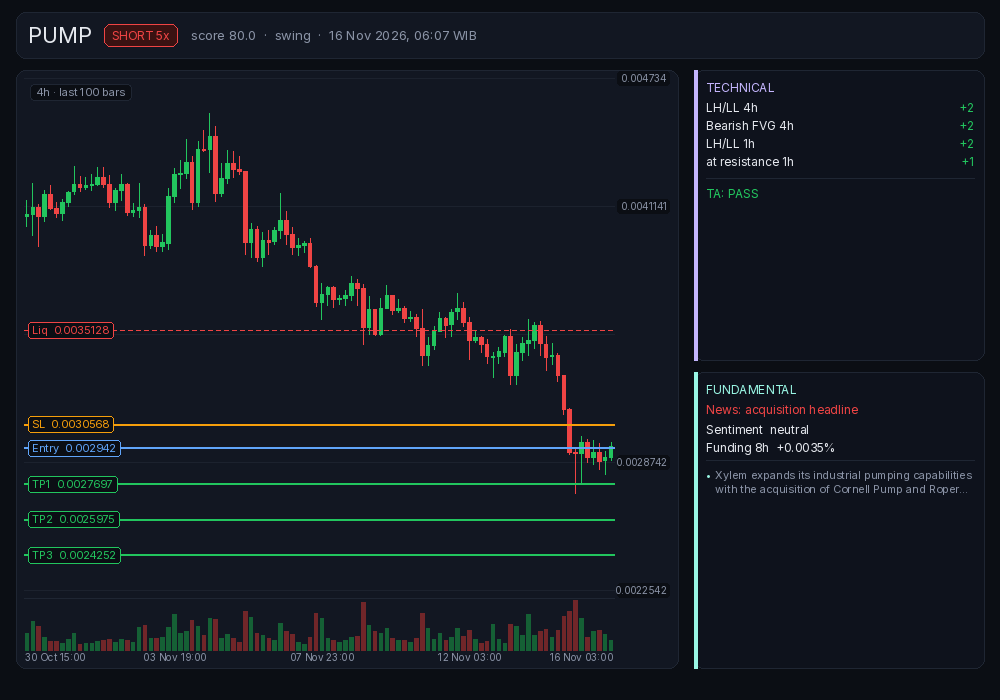 PUMP SHORT 5x score 80.0 · swing · 16 Nov 2026, 06:07 WIB
4h · last 100 bars
0.004734
0.0041141
Liq 0.0035128
SL 0.0030568
Entry 0.002942
0.0028742
TP1 0.0027697
TP2 0.0025975
TP3 0.0024252
0.0022542
30 Oct 15:00 03 Nov 19:00 07 Nov 23:00 12 Nov 03:00 16 Nov 03:00
TECHNICAL
LH/LL 4h +2
Bearish FVG 4h +2
LH/LL 1h +2
at resistance 1h +1
TA: PASS
FUNDAMENTAL
News: acquisition headline
Sentiment neutral
Funding 8h +0.0035%
• Xylem expands its industrial pumping capabilities
with the acquisition of Cornell Pump and Roper...